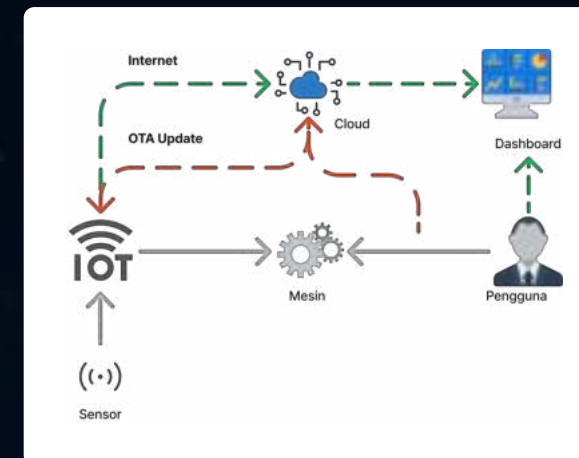 Internet
Cloud
OTA Update
Dashboard
IOT
Mesin
Pengguna
Sensor